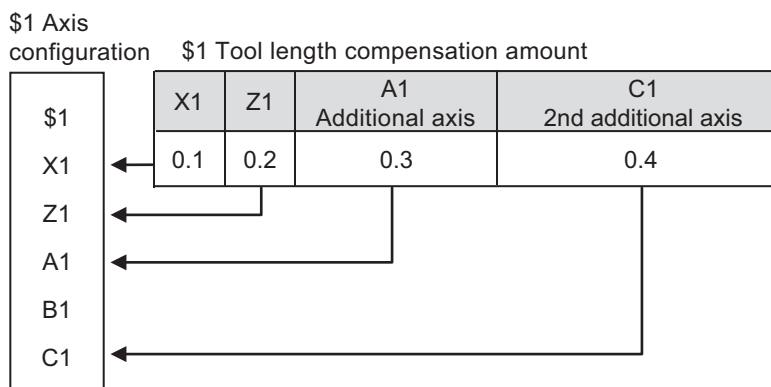 $1 Axis
configuration
$1 Tool length compensation amount
$1
X1
Z1
A1
B1
C1
X1 Z1 A1 C1
Additional axis 2nd additional axis
0.1 0.2 0.3 0.4